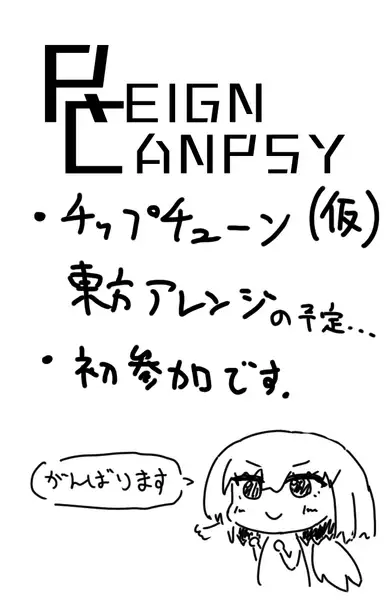 REIGN
CANPSY
・チップチューン(仮)
東方アレンジの予定...
・初参加です.
がんばります